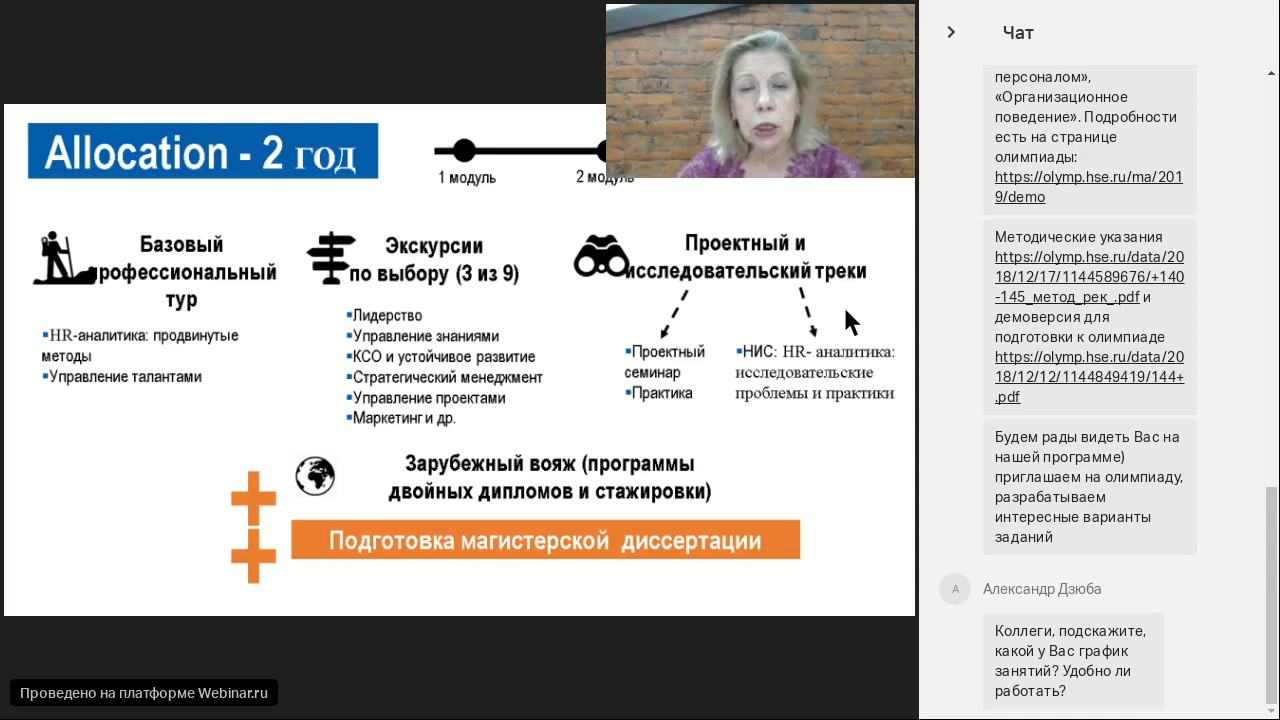 Allocation - 2 год
1 модуль
2 модуль
Базовый
профессиональный
тур
▪HR-аналитика: продвинутые
методы
▪Управление талантами
Экскурсии
по выбору (3 из 9)
▪Лидерство
▪Управление знаниями
▪КСО и устойчивое развитие
▪Стратегический менеджмент
▪Управление проектами
▪Маркетинг и др.
Проектный и
исследовательский треки
▪Проектный
семинар
▪Практика
▪НИС: HR- аналитика:
исследовательские
проблемы и практики
Зарубежный вояж (программы
двойных дипломов и стажировки)
Подготовка магистерской диссертации
Проведено на платформе Webinar.ru
Чат
персоналом»,
«Организационное
поведение». Подробности
есть на странице
олимпиады:
https://olymp.hse.ru/ma/201
9/demo
Методические указания
https://olymp.hse.ru/data/20
18/12/17/1144589676/+140
-145_метод_рек_.pdf и
демоверсия для
подготовки к олимпиаде
https://olymp.hse.ru/data/20
18/12/12/1144849419/144+
.pdf
Будем рады видеть Вас на
нашей программе)
приглашаем на олимпиаду,
разрабатываем
интересные варианты
заданий
А
Александр Дзюба
Коллеги, подскажите,
какой у Вас график
занятий? Удобно ли
работать?